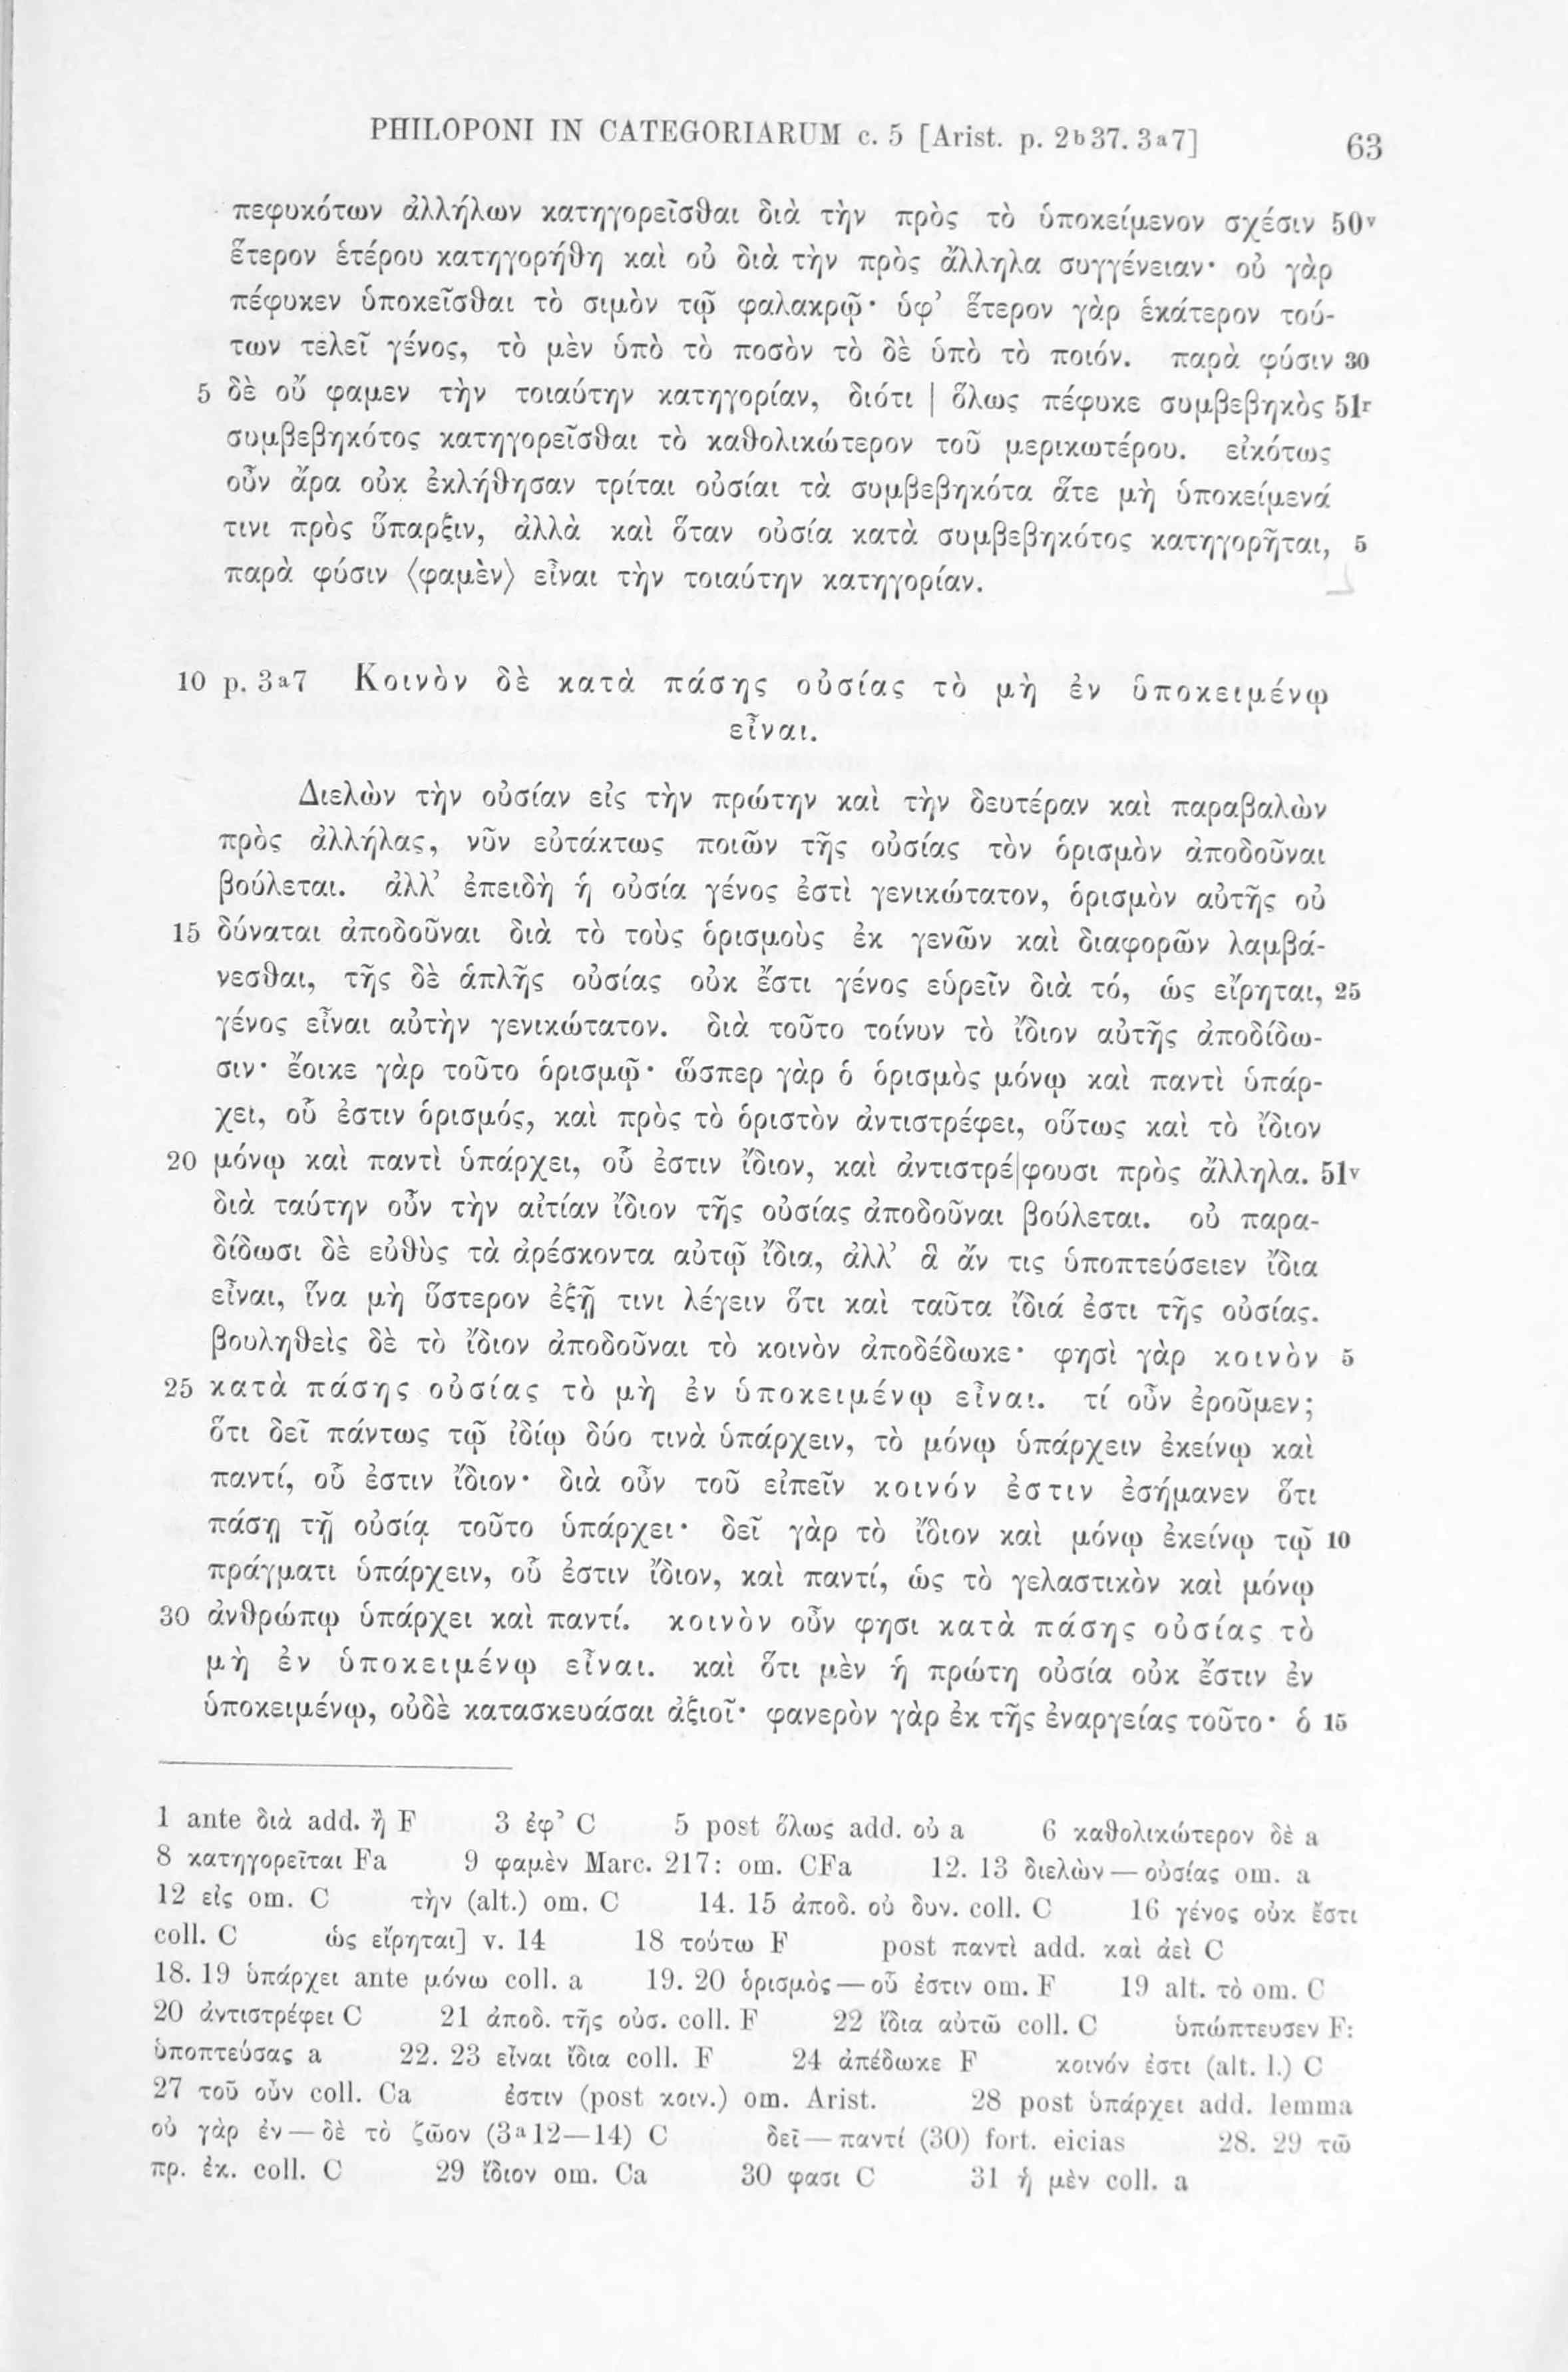 PHILOPONI IN CATEGORIARUM c. 5 [Arist. p. 2b37. 3a7] 63
πεφυκότων ἀλλήλων κατηγορεῖσθαι διὰ τὴν πρὸς τὸ ὑποκείμενον σχέσιν 50v
ἕτερον ἑτέρου κατηγορήθη καὶ οὐ διὰ τὴν πρὸς ἄλληλα συγγένειαν· οὐ γὰρ
πέφυκεν ὑποκεῖσθαι τὸ σιμὸν τῷ φαλακρῷ· ὑφ’ ἕτερον γὰρ ἑκάτερον τού-
των τελεῖ γένος, τὸ μὲν ὑπὸ τὸ ποσὸν τὸ δὲ ὑπὸ τὸ ποιόν. παρὰ φύσιν 30
5 δὲ οὔ φαμεν τὴν τοιαύτην κατηγορίαν, διότι | ὅλως πέφυκε συμβεβηκὸς 51r
συμβεβηκότος κατηγορεῖσθαι τὸ καθολικώτερον τοῦ μερικωτέρου. εἰκότως
οὖν ἄρα οὐκ ἐκλήθησαν τρίται οὐσίαι τὰ συμβεβηκότα ἅτε μὴ ὑποκείμενά
τινι πρὸς ὕπαρξιν, ἀλλὰ καὶ ὅταν οὐσία κατὰ συμβεβηκότος κατηγορῆται, 5
παρὰ φύσιν ⟨φαμὲν⟩ εἶναι τὴν τοιαύτην κατηγορίαν.
10 p. 3a7 Κοινὸν δὲ κατὰ πάσης οὐσίας τὸ μὴ ἐν ὑποκειμένῳ
εἶναι.
Διελὼν τὴν οὐσίαν εἰς τὴν πρώτην καὶ τὴν δευτέραν καὶ παραβαλὼν
πρὸς ἀλλήλας, νῦν εὐτάκτως ποιῶν τῆς οὐσίας τὸν ὁρισμὸν ἀποδοῦναι
βούλεται. ἀλλ’ ἐπειδὴ ἡ οὐσία γένος ἐστὶ γενικώτατον, ὁρισμὸν αὐτῆς οὐ
15 δύναται ἀποδοῦναι διὰ τὸ τοὺς ὁρισμοὺς ἐκ γενῶν καὶ διαφορῶν λαμβά-
νεσθαι, τῆς δὲ ἁπλῆς οὐσίας οὐκ ἔστι γένος εὑρεῖν διὰ τό, ὡς εἴρηται, 25
γένος εἶναι αὐτὴν γενικώτατον. διὰ τοῦτο τοίνυν τὸ ἴδιον αὐτῆς ἀποδίδω-
σιν· ἔοικε γὰρ τοῦτο ὁρισμῷ· ὥσπερ γὰρ ὁ ὁρισμὸς μόνῳ καὶ παντὶ ὑπάρ-
χει, οὗ ἐστιν ὁρισμός, καὶ πρὸς τὸ ὁριστὸν ἀντιστρέφει, οὕτως καὶ τὸ ἴδιον
20 μόνῳ καὶ παντὶ ὑπάρχει, οὗ ἐστιν ἴδιον, καὶ ἀντιστρέ|φουσι πρὸς ἄλληλα. 51v
διὰ ταύτην οὖν τὴν αἰτίαν ἴδιον τῆς οὐσίας ἀποδοῦναι βούλεται. οὐ παρα-
δίδωσι δὲ εὐθὺς τὰ ἀρέσκοντα αὐτῷ ἴδια, ἀλλ’ ἃ ἄν τις ὑποπτεύσειεν ἴδια
εἶναι, ἵνα μὴ ὕστερον ἐξῇ τινι λέγειν ὅτι καὶ ταῦτα ἴδιά ἐστι τῆς οὐσίας.
βουληθεὶς δὲ τὸ ἴδιον ἀποδοῦναι τὸ κοινὸν ἀποδέδωκε· φησὶ γὰρ κοινὸν 5
25 κατὰ πάσης οὐσίας τὸ μὴ ἐν ὑποκειμένῳ εἶναι. τί οὖν ἐροῦμεν;
ὅτι δεῖ πάντως τῷ ἰδίῳ δύο τινὰ ὑπάρχειν, τὸ μόνῳ ὑπάρχειν ἐκείνῳ καὶ
παντί, οὗ ἐστιν ἴδιον· διὰ οὖν τοῦ εἰπεῖν κοινόν ἐστιν ἐσήμανεν ὅτι
πάσῃ τῇ οὐσίᾳ τοῦτο ὑπάρχει· δεῖ γὰρ τὸ ἴδιον καὶ μόνῳ ἐκείνῳ τῷ 10
πράγματι ὑπάρχειν, οὗ ἐστιν ἴδιον, καὶ παντί, ὡς τὸ γελαστικὸν καὶ μόνῳ
30 ἀνθρώπῳ ὑπάρχει καὶ παντί. κοινὸν οὖν φησι κατὰ πάσης οὐσίας τὸ
μὴ ἐν ὑποκειμένῳ εἶναι. καὶ ὅτι μὲν ἡ πρώτη οὐσία οὐκ ἔστιν ἐν
ὑποκειμένῳ, οὐδὲ κατασκευάσαι ἀξιοῖ· φανερὸν γὰρ ἐκ τῆς ἐναργείας τοῦτο· ὁ 15
1 ante διὰ add. ἢ F 3 ἐφ’ C 5 post ὅλως add. οὐ a 6 καθολικώτερον δὲ a
8 κατηγορεῖται Fa 9 φαμὲν Marc. 217: om. CFa 12. 13 διελὼν — οὐσίας om. a
12 εἰς om. C τὴν (alt.) om. C 14. 15 ἀποδ. οὐ δυν. coll. C 16 γένος οὐκ ἔστι
coll. C ὡς εἴρηται] v. 14 18 τούτω F post παντὶ add. καὶ ἀεὶ C
18. 19 ὑπάρχει ante μόνω coll. a 19. 20 ὁρισμὸς — οὗ ἐστιν om. F 19 alt. τὸ om. C
20 ἀντιστρέφει C 21 ἀποδ. τῆς οὐσ. coll. F 22 ἴδια αὐτῶ coll. C ὑπώπτευσεν F:
ὑποπτεύσας a 22. 23 εἶναι ἴδια coll. F 24 ἀπέδωκε F κοινόν ἐστι (alt. l.) C
27 τοῦ οὖν coll. Ca ἐστιν (post κοιν.) om. Arist. 28 post ὑπάρχει add. lemma
οὐ γὰρ ἐν — δὲ τὸ ζῶον (3a12—14) C δεῖ — παντί (30) fort. eicias 28. 29 τῶ
πρ. ἐκ. coll. C 29 ἴδιον om. Ca 30 φασι C 31 ἡ μὲν coll. a